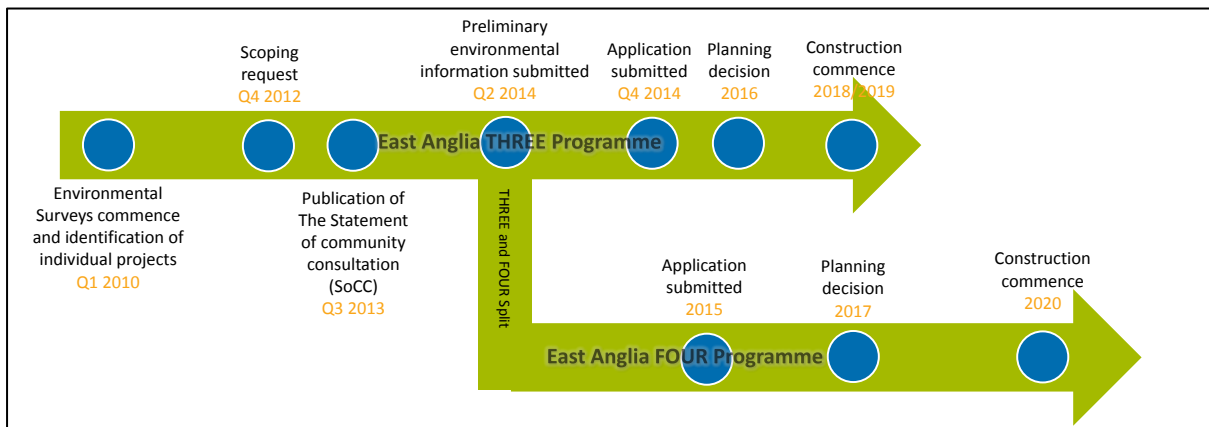 Scoping
request
Q4 2012
Preliminary
environmental
information submitted
Q2 2014
Application
submitted
Q4 2014
Planning
decision
2016
Construction
commence
2018/2019
East Anglia THREE Programme
Environmental
Surveys commence
and identification of
individual projects
Q1 2010
Publication of
The Statement
of community
consultation
(SoCC)
Q3 2013
THREE and FOUR Split
Application
submitted
2015
Planning
decision
2017
Construction
commence
2020
East Anglia FOUR Programme